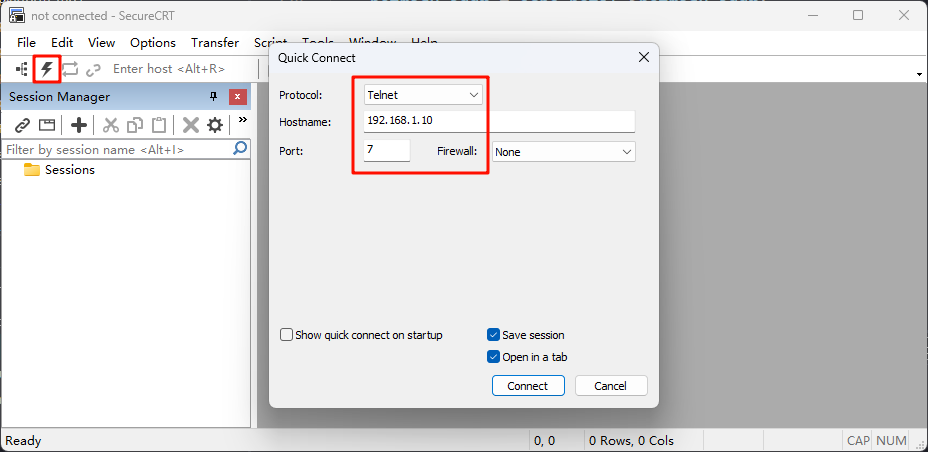 not connected - SecureCRT
File Edit View Options Transfer Script Tools Window Help
Enter host <Alt+R>
Session Manager
Filter by session name <Alt+I>
Sessions
Quick Connect
Protocol: Telnet
Hostname: 192.168.1.10
Port: 7 Firewall: None
Show quick connect on startup
Save session
Open in a tab
Connect Cancel
Ready 0, 0 0 Rows, 0 Cols CAP NUM